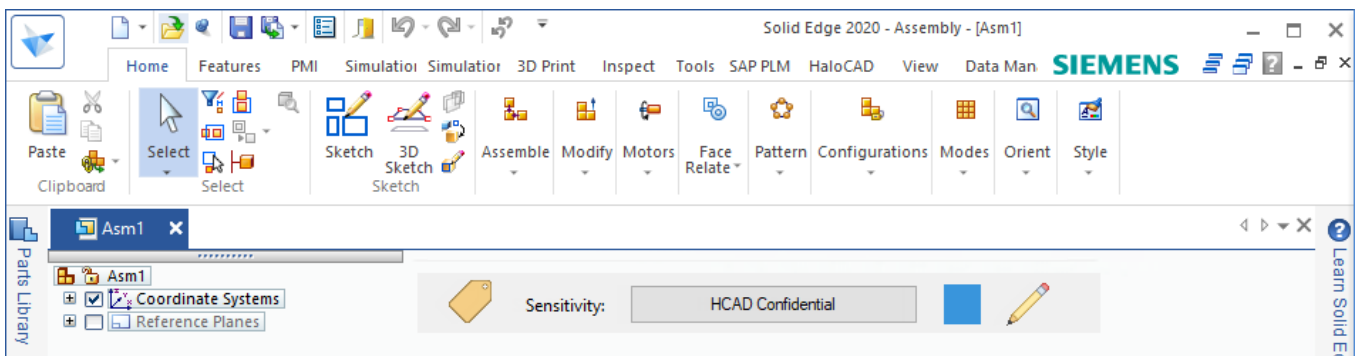 Solid Edge 2020 - Assembly - [Asm1]
Home Features PMI Simulation Simulation 3D Print Inspect Tools SAP PLM HaloCAD View Data Man SIEMENS ?
Paste Select Sketch 3D Sketch Assemble Modify Motors Face Relate Pattern Configurations Modes Orient Style
Clipboard Select Sketch
Asm1
?
Parts Library
Asm1
Coordinate Systems
Reference Planes
Sensitivity: HCAD Confidential
Learn Solid Ed